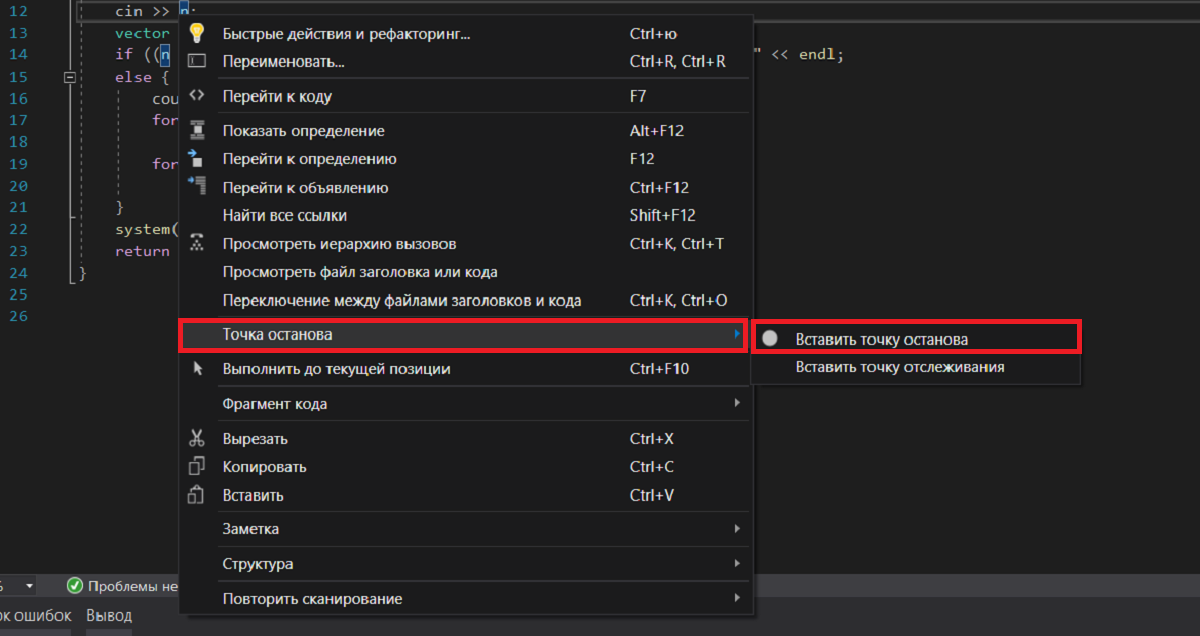 12 cin >> n;
13 vector
14 if ((n " << endl;
15 else {
16 cou
17 for
18
19 for
20
21 }
22 system(
23 return
24 }
25
26
Быстрые действия и рефакторинг... Ctrl+ю
Переименовать... Ctrl+R, Ctrl+R
Перейти к коду F7
Показать определение Alt+F12
Перейти к определению F12
Перейти к объявлению Ctrl+F12
Найти все ссылки Shift+F12
Просмотреть иерархию вызовов Ctrl+K, Ctrl+T
Просмотреть файл заголовка или кода
Переключение между файлами заголовков и кода Ctrl+K, Ctrl+O
Точка останова
Выполнить до текущей позиции Ctrl+F10
Фрагмент кода
Вырезать Ctrl+X
Копировать Ctrl+C
Вставить Ctrl+V
Заметка
Структура
Повторить сканирование
Вставить точку останова
Вставить точку отслеживания
% Проблемы не
ок ошибок Вывод